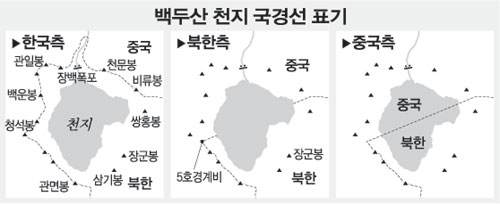 백두산 천지 국경선 표기
▶한국측
중국
관일봉
장백폭포
천문봉
비류봉
백운봉
쌍홍봉
청석봉
천지
장군봉
관면봉
삼기봉
북한
▶북한측
중국
장군봉
5호경계비
북한
▶중국측
중국
북한